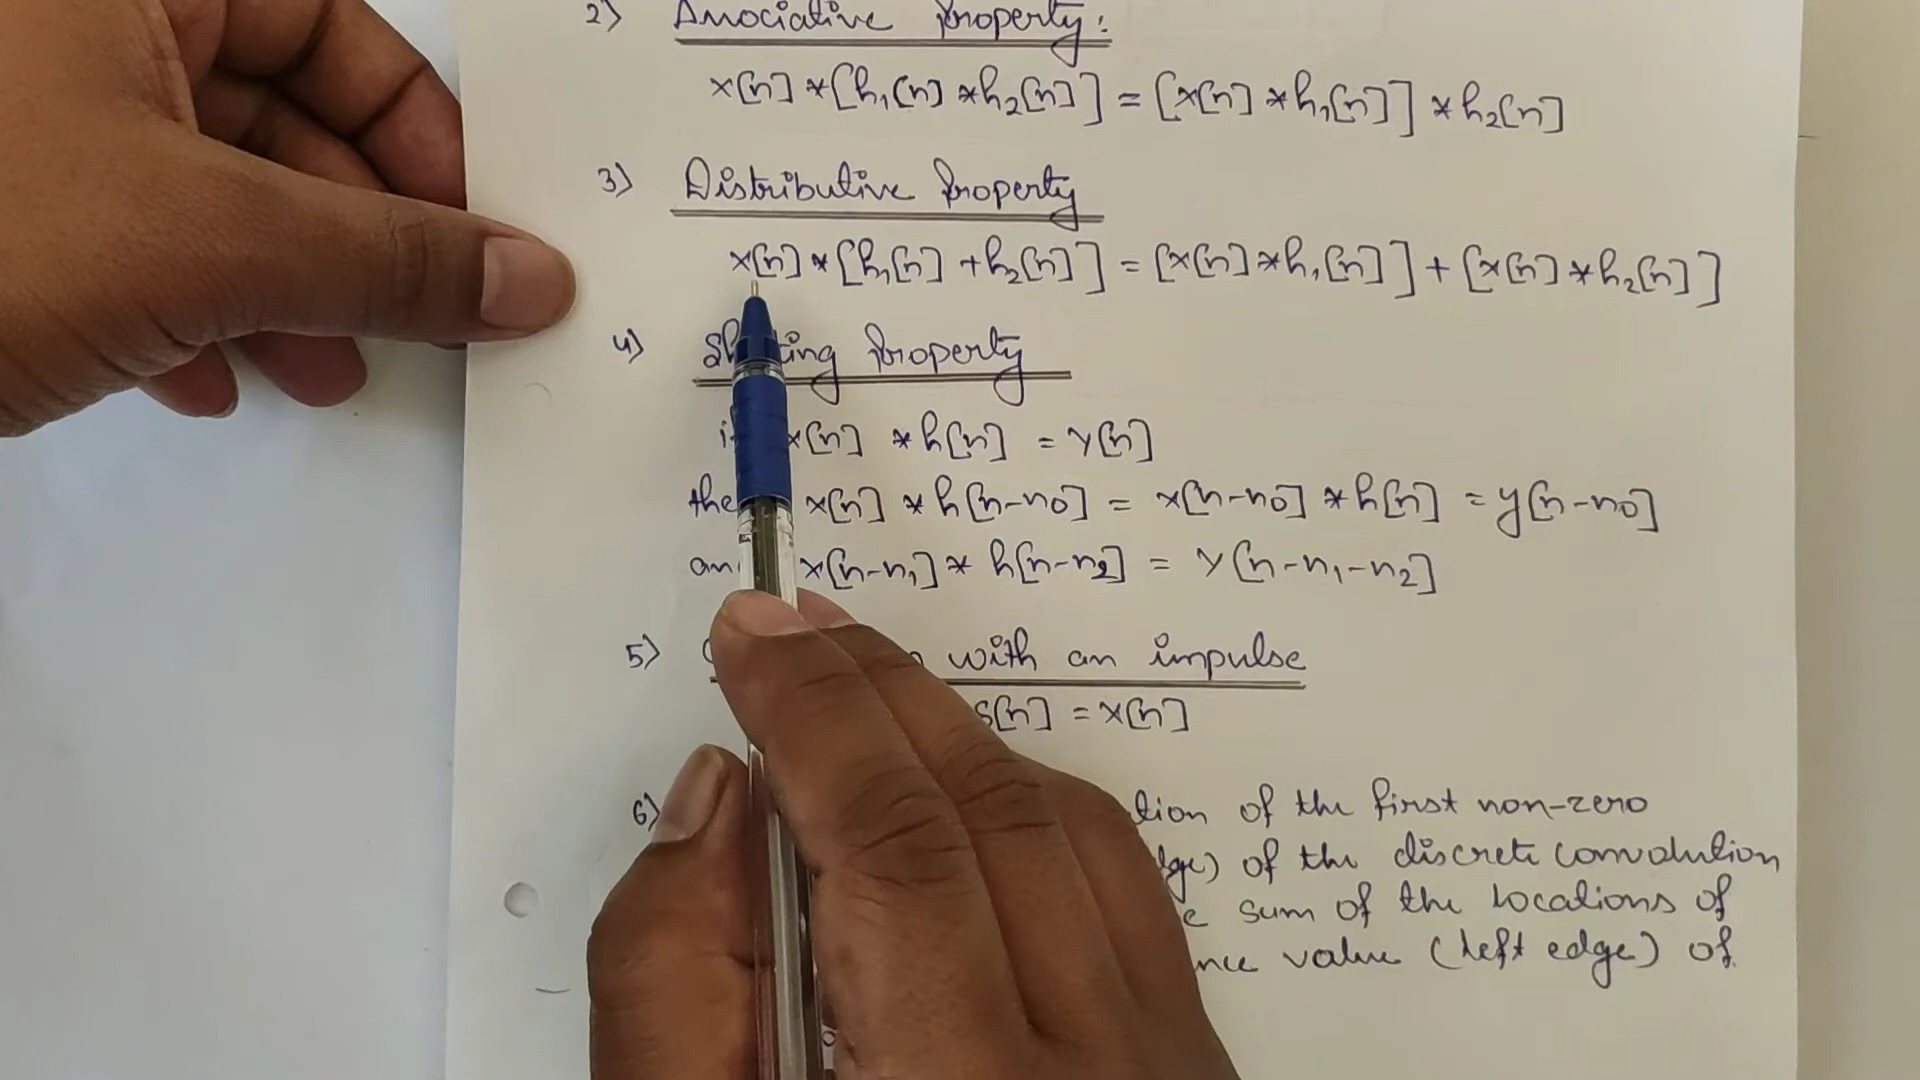 2) Associative Property:
x[n] * [h₁[n] * h₂[n]] = [x[n] * h₁[n]] * h₂[n]
3) Distributive Property
x[n] * [h₁[n] + h₂[n]] = [x[n] * h₁[n]] + [x[n] * h₂[n]]
4) Property
x[n] * h[n] = y[n]
x[n] * h[n-n0] = x[n-n0] * h[n] = y[n-n0]
x[n-n₁] * h[n-n₂] = y[n-n₁-n₂]
5) with an impulse
δ[n] = x[n]
6) of the first non-zero
of the discrete convolution
sum of the locations of
value (left edge) of